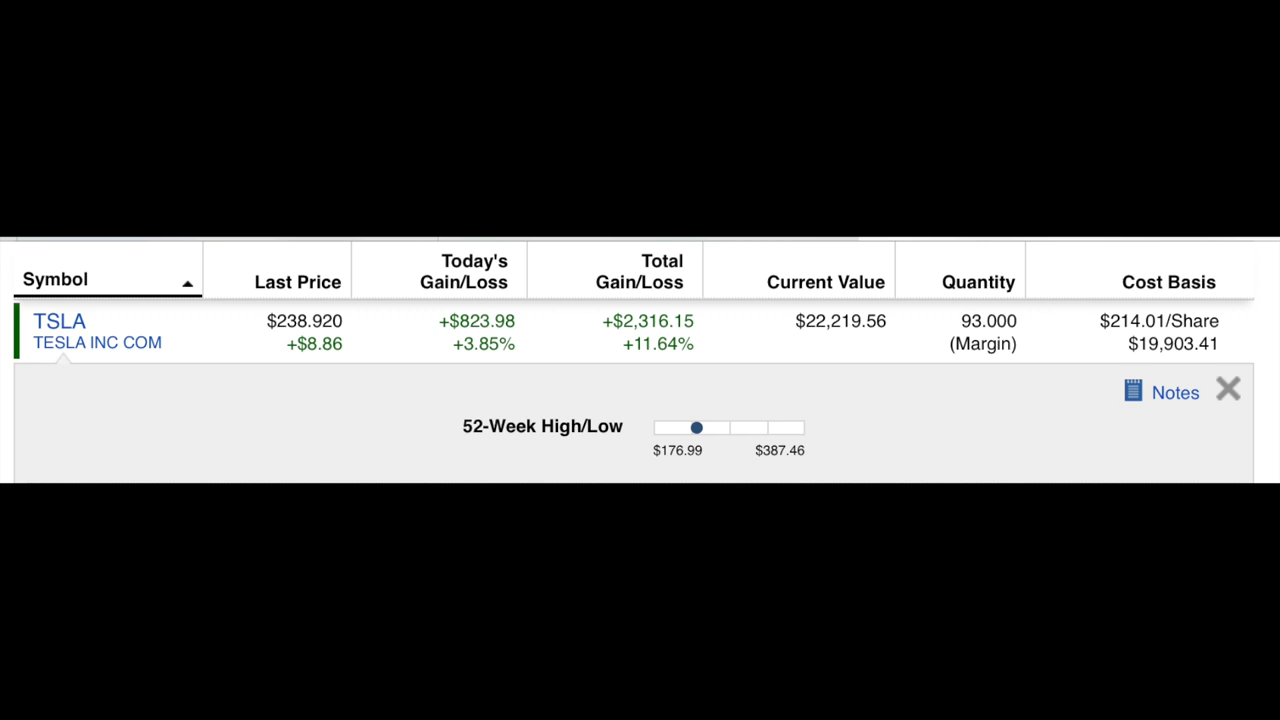 Symbol
Last Price
Today's
Gain/Loss
Total
Gain/Loss
Current Value
Quantity
Cost Basis
TSLA
TESLA INC COM
$238.920
+$8.86
+$823.98
+3.85%
+$2,316.15
+11.64%
$22,219.56
93.000
(Margin)
$214.01/Share
$19,903.41
Notes
52-Week High/Low
$176.99
$387.46